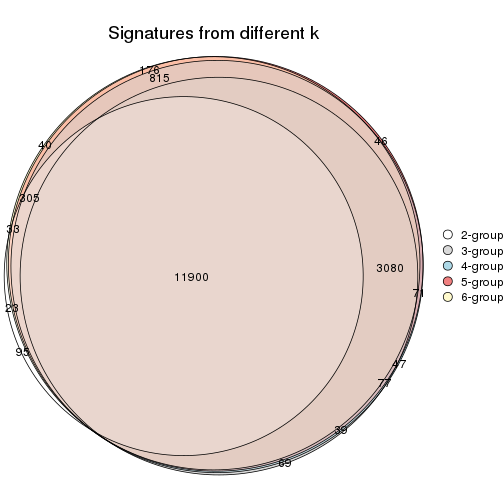 Signatures from different k
176
815
46
40
305
33
2-group
3-group
4-group
5-group
6-group
3080
11900
71
23
95
47
77
39
69